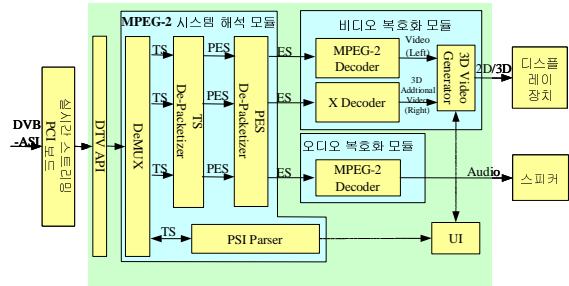 MPEG-2 시스템 해석 모듈
비디오 복호화 모듈
DVB
-ASI
실시간 스트리밍
PCI 보드
DTV API
DeMUX
TS
TS
TS
TS
TS
De-Packetizer
PES
PES
PES
PES
De-Packetizer
ES
ES
ES
MPEG-2
Decoder
Video
(Left)
X Decoder
3D
Addtional
Video
(Right)
3D Video
Generator
2D/3D
디스플
레이
장치
오디오 복호화 모듈
MPEG-2
Decoder
Audio
스피커
PSI Parser
UI